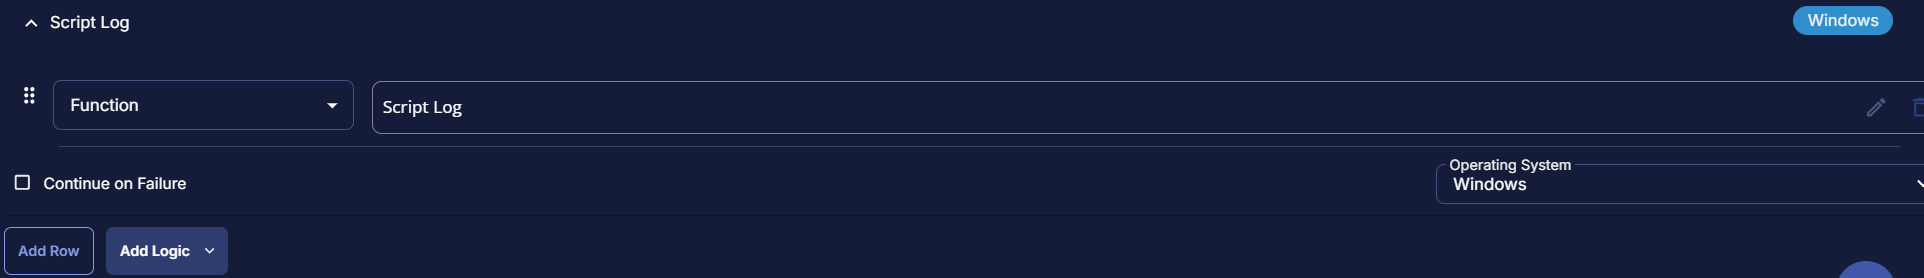 Script Log
Windows
Function
Script Log
Continue on Failure
Operating System
Windows
Add Row
Add Logic